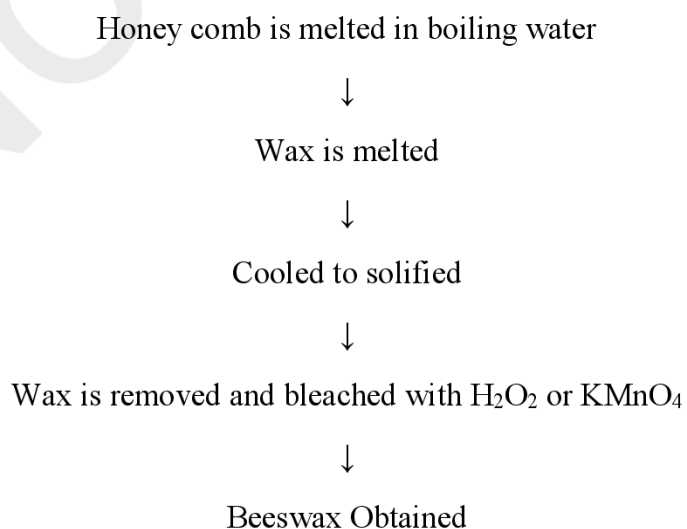 Honey comb is melted in boiling water
↓
Wax is melted
↓
Cooled to solified
↓
Wax is removed and bleached with H₂O₂ or KMnO₄
↓
Beeswax Obtained